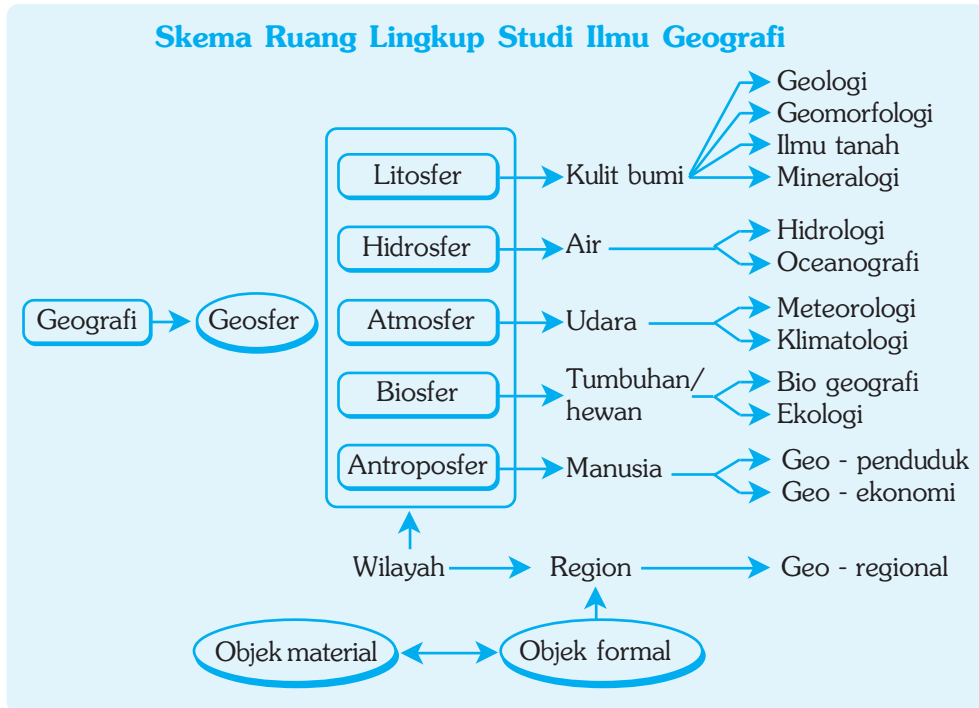 Skema Ruang Lingkup Studi Ilmu Geografi
Geografi
Geosfer
Litosfer
Kulit bumi
Geologi
Geomorfologi
Ilmu tanah
Mineralogi
Hidrosfer
Air
Hidrologi
Oceanografi
Atmosfer
Udara
Meteorologi
Klimatologi
Biosfer
Tumbuhan/
hewan
Bio geografi
Ekologi
Antroposfer
Manusia
Geo - penduduk
Geo - ekonomi
Wilayah
Region
Geo - regional
Objek material
Objek formal